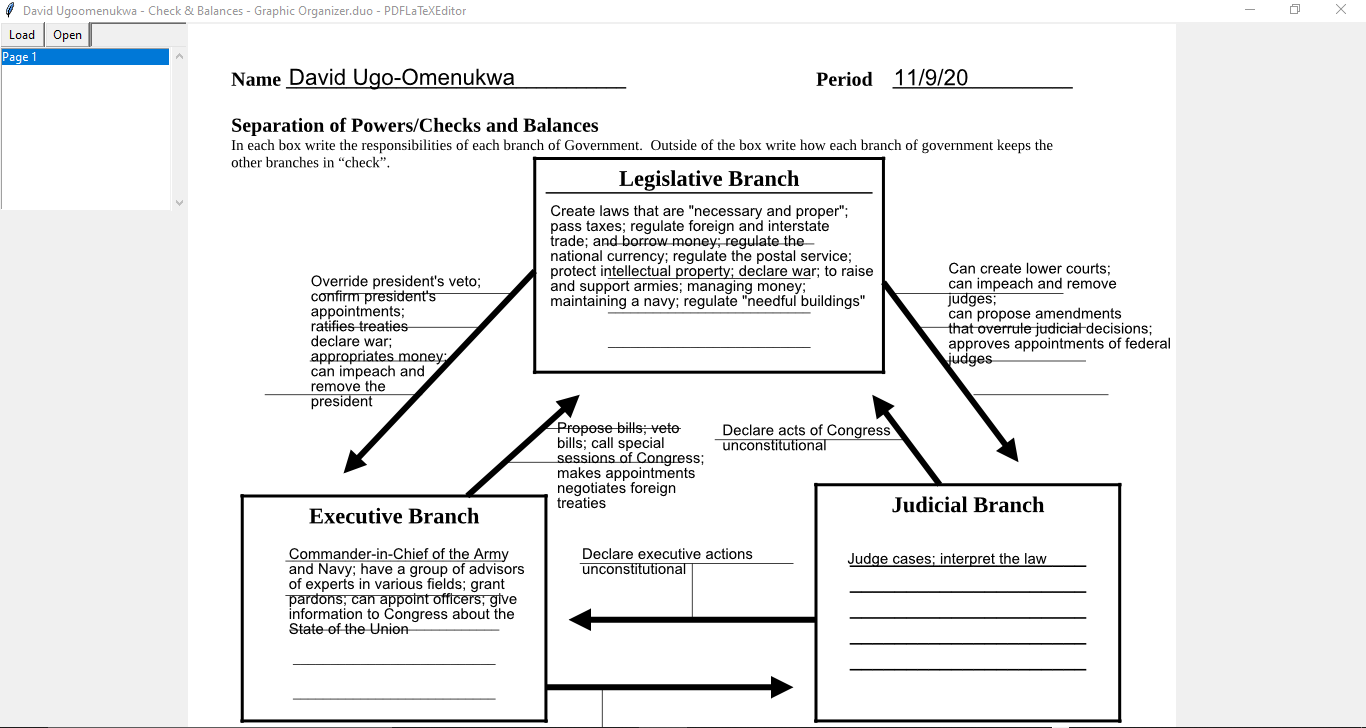 David Ugoomenukwa - Check & Balances - Graphic Organizer.duo - PDFLaTeXEditor
Load Open
Page 1
Name David Ugo-Omenukwa Period 11/9/20
Separation of Powers/Checks and Balances
In each box write the responsibilities of each branch of Government. Outside of the box write how each branch of government keeps the
other branches in “check”.
Legislative Branch
Create laws that are "necessary and proper";
pass taxes; regulate foreign and interstate
trade; and borrow money; regulate the
national currency; regulate the postal service;
protect intellectual property; declare war; to raise
and support armies; managing money;
maintaining a navy; regulate "needful buildings"
Override president's veto;
confirm president's
appointments;
ratifies treaties
declare war;
appropriates money;
can impeach and
remove the
president
Can create lower courts;
can impeach and remove
judges;
can propose amendments
that overrule judicial decisions;
approves appointments of federal
judges
Propose bills; veto
bills; call special
sessions of Congress;
makes appointments
negotiates foreign
treaties
Declare acts of Congress
unconstitutional
Executive Branch
Commander-in-Chief of the Army
and Navy; have a group of advisors
of experts in various fields; grant
pardons; can appoint officers; give
information to Congress about the
State of the Union
Declare executive actions
unconstitutional
Judicial Branch
Judge cases; interpret the law